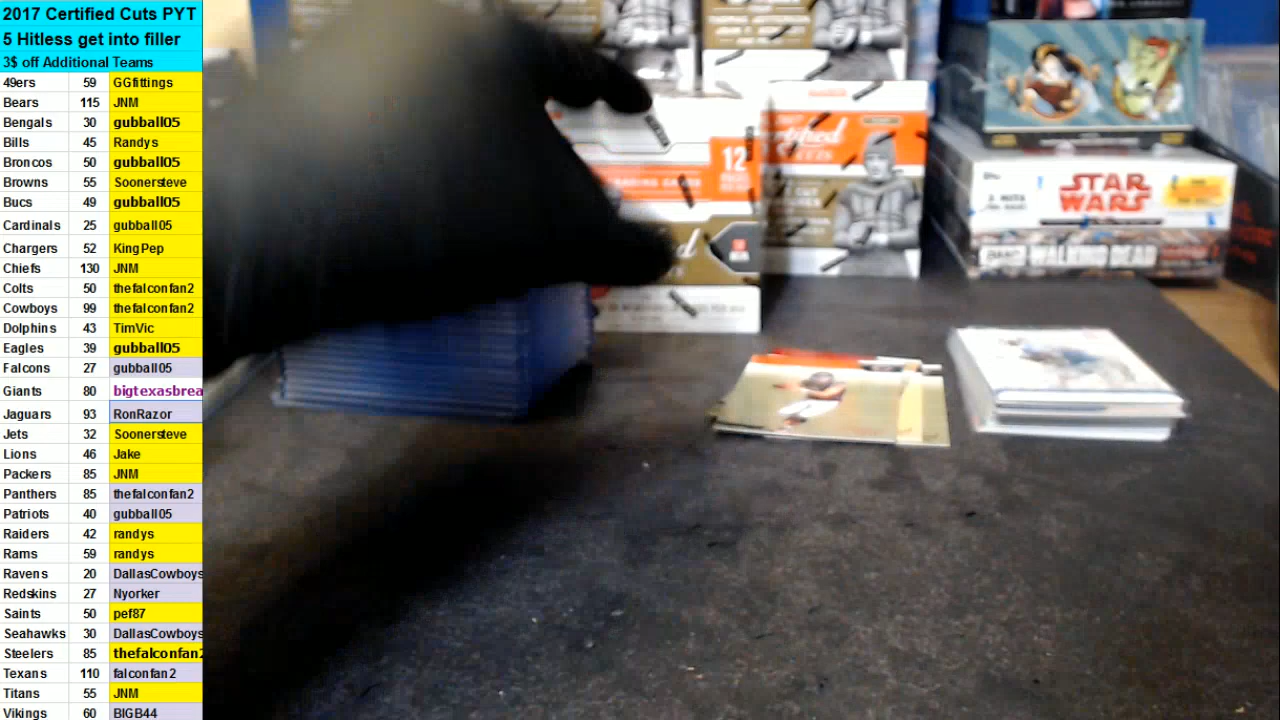 2017 Certified Cuts PYT
5 Hitless get into filler
3$ off Additional Teams
49ers 59 GGfittings
Bears 115 JNM
Bengals 30 gubball05
Bills 45 Randys
Broncos 50 gubball05
Browns 55 Soonersteve
Bucs 49 gubball05
Cardinals 25 gubball05
Chargers 52 KingPep
Chiefs 130 JNM
Colts 50 thefalconfan2
Cowboys 99 thefalconfan2
Dolphins 43 TimVic
Eagles 39 gubball05
Falcons 27 gubball05
Giants 80 bigtexasbrea
Jaguars 93 RonRazor
Jets 32 Soonersteve
Lions 46 Jake
Packers 85 JNM
Panthers 85 thefalconfan2
Patriots 40 gubball05
Raiders 42 randys
Rams 59 randys
Ravens 20 DallasCowboys
Redskins 27 Nyorker
Saints 50 pef87
Seahawks 30 DallasCowboys
Steelers 85 thefalconfan2
Texans 110 falconfan2
Titans 55 JNM
Vikings 60 BIGB44
12
STAR
WARS
WALKING DEAD